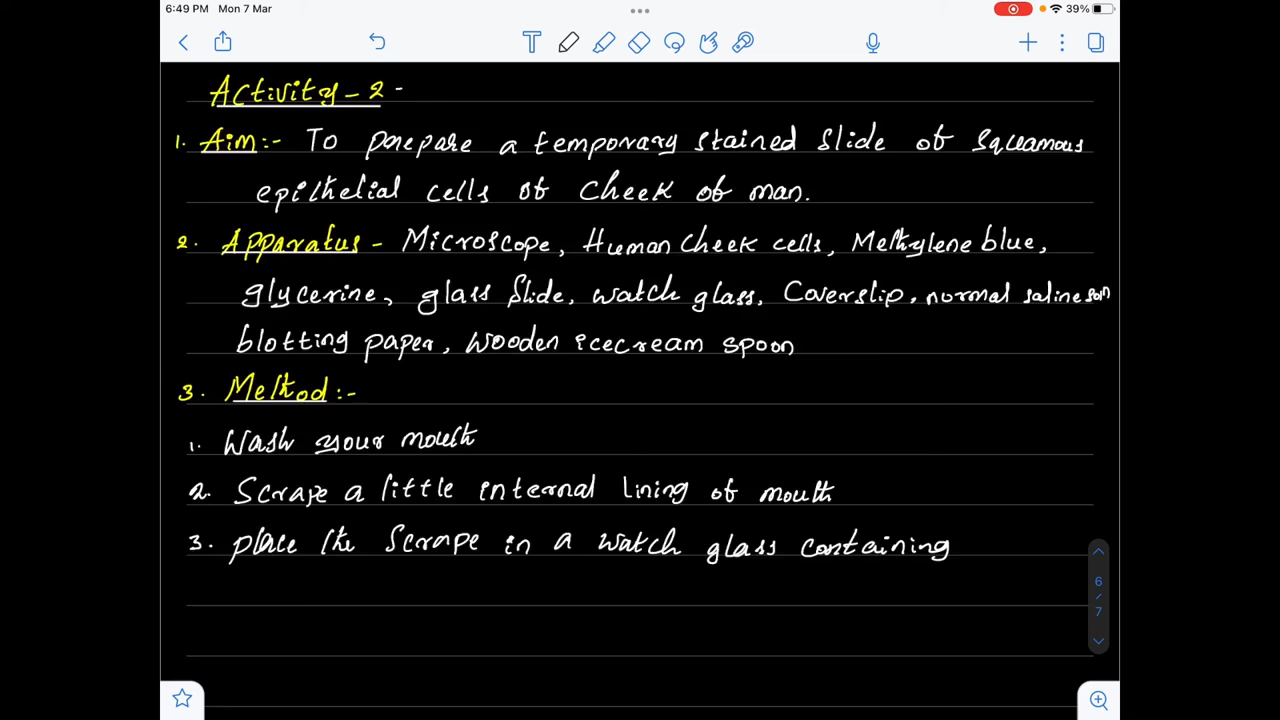 6:49 PM Mon 7 Mar
39%
Activity - 2 -
1. Aim :- To prepare a temporary stained slide of squamous
epithelial cells of cheek of man.
2. Apparatus - Microscope, Human cheek cells, Methylene blue,
glycerine, glass slide, watch glass, Coverslip, normal saline soln
blotting paper, wooden icecream spoon
3. Method :-
1. Wash your mouth
2. Scrape a little internal lining of mouth
3. place the scrape in a watch glass containing
6
/
7